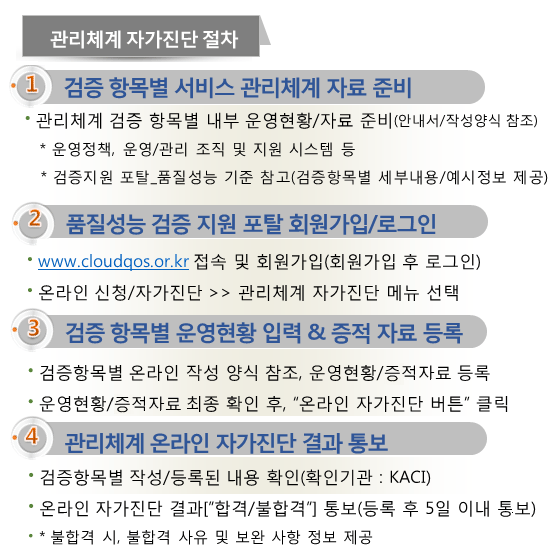 관리체계 자가진단 절차
1 검증 항목별 서비스 관리체계 자료 준비
• 관리체계 검증 항목별 내부 운영현황/자료 준비(안내서/작성양식 참조)
* 운영정책, 운영/관리 조직 및 지원 시스템 등
* 검증지원 포탈_품질성능 기준 참고(검증항목별 세부내용/예시정보 제공)
2 품질성능 검증 지원 포탈 회원가입/로그인
• www.cloudqos.or.kr 접속 및 회원가입(회원가입 후 로그인)
• 온라인 신청/자가진단 >> 관리체계 자가진단 메뉴 선택
3 검증 항목별 운영현황 입력 & 증적 자료 등록
• 검증항목별 온라인 작성 양식 참조, 운영현황/증적자료 등록
• 운영현황/증적자료 최종 확인 후, “온라인 자가진단 버튼” 클릭
4 관리체계 온라인 자가진단 결과 통보
• 검증항목별 작성/등록된 내용 확인(확인기관 : KACI)
• 온라인 자가진단 결과[“합격/불합격”] 통보(등록 후 5일 이내 통보)
• * 불합격 시, 불합격 사유 및 보완 사항 정보 제공